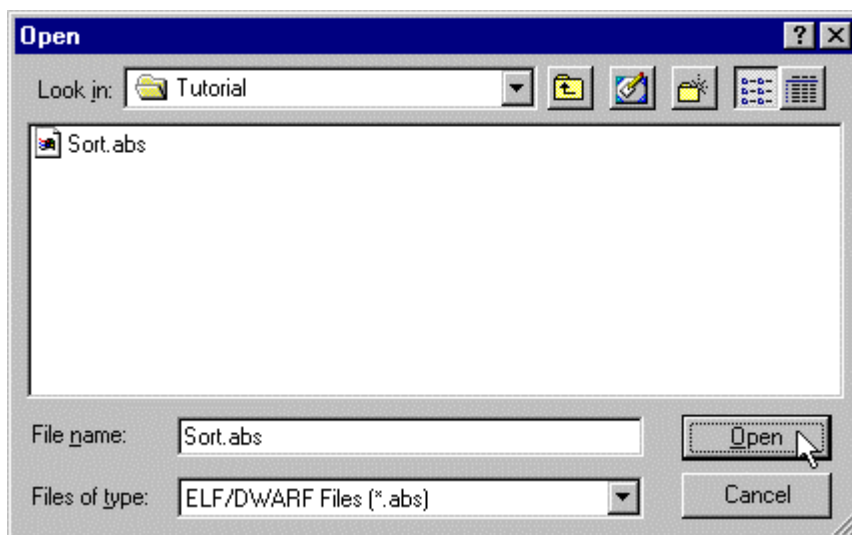 Open
Look in: Tutorial
Sort.abs
File name: Sort.abs Open
Files of type: ELF/DWARF Files (*.abs) Cancel